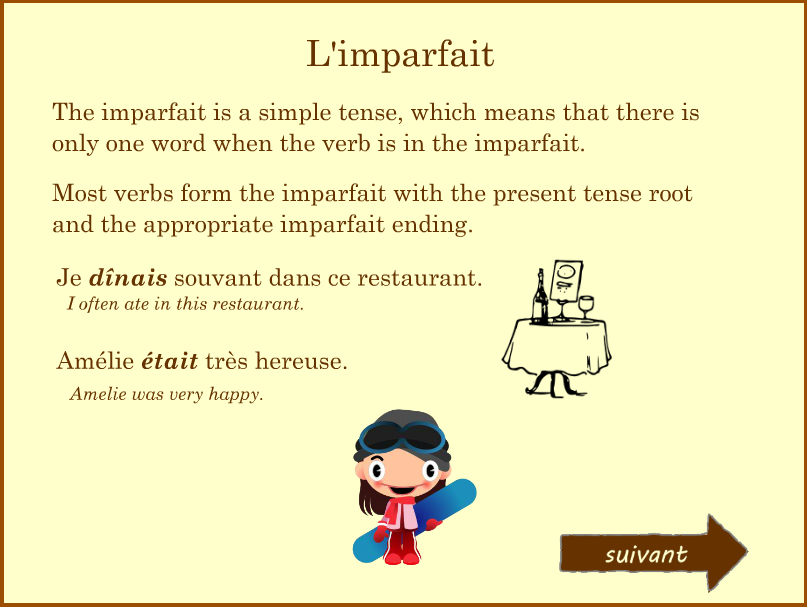 L'imparfait
The imparfait is a simple tense, which means that there is
only one word when the verb is in the imparfait.
Most verbs form the imparfait with the present tense root
and the appropriate imparfait ending.
Je dînais souvant dans ce restaurant.
I often ate in this restaurant.
Amélie était très hereuse.
Amelie was very happy.
suivant